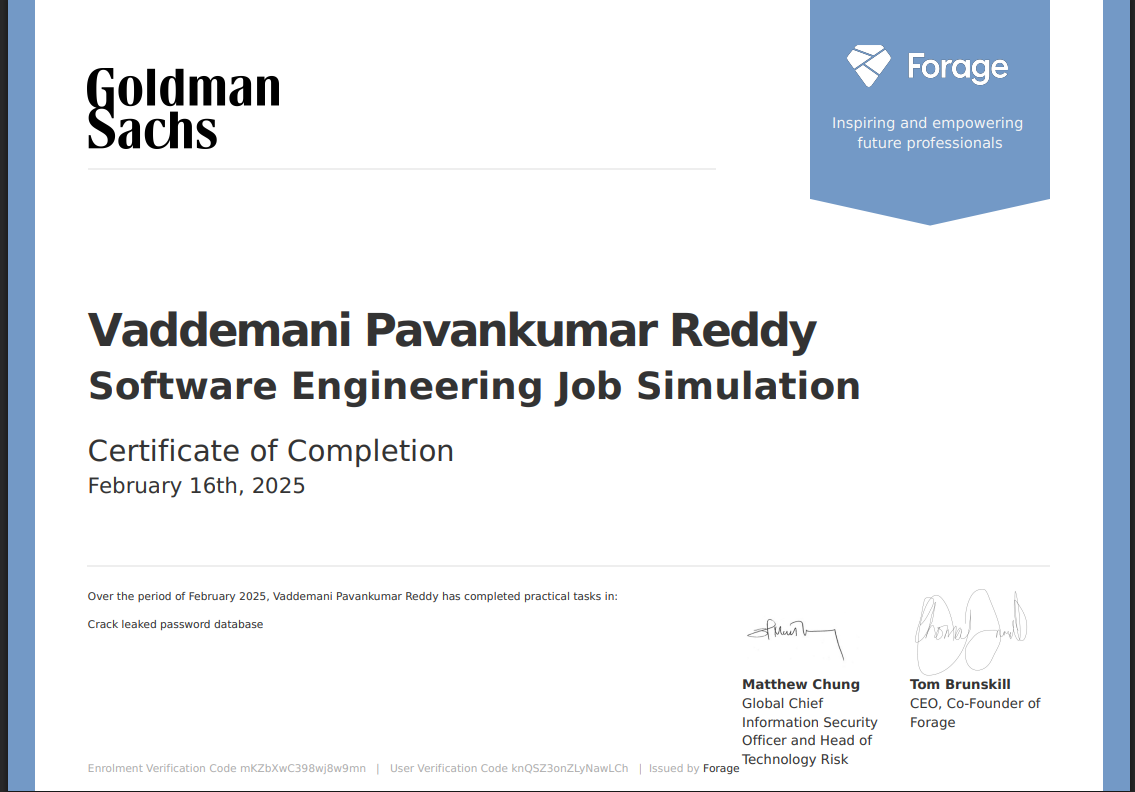 Goldman
Sachs
Forage
Inspiring and empowering
future professionals
Vaddemani Pavankumar Reddy
Software Engineering Job Simulation
Certificate of Completion
February 16th, 2025
Over the period of February 2025, Vaddemani Pavankumar Reddy has completed practical tasks in:
Crack leaked password database
Matthew Chung
Global Chief
Information Security
Officer and Head of
Technology Risk
Tom Brunskill
CEO, Co-Founder of
Forage
Enrolment Verification Code mKZbXwC398wj8w9mn | User Verification Code knQSZ3onZLyNawLCh | Issued by Forage